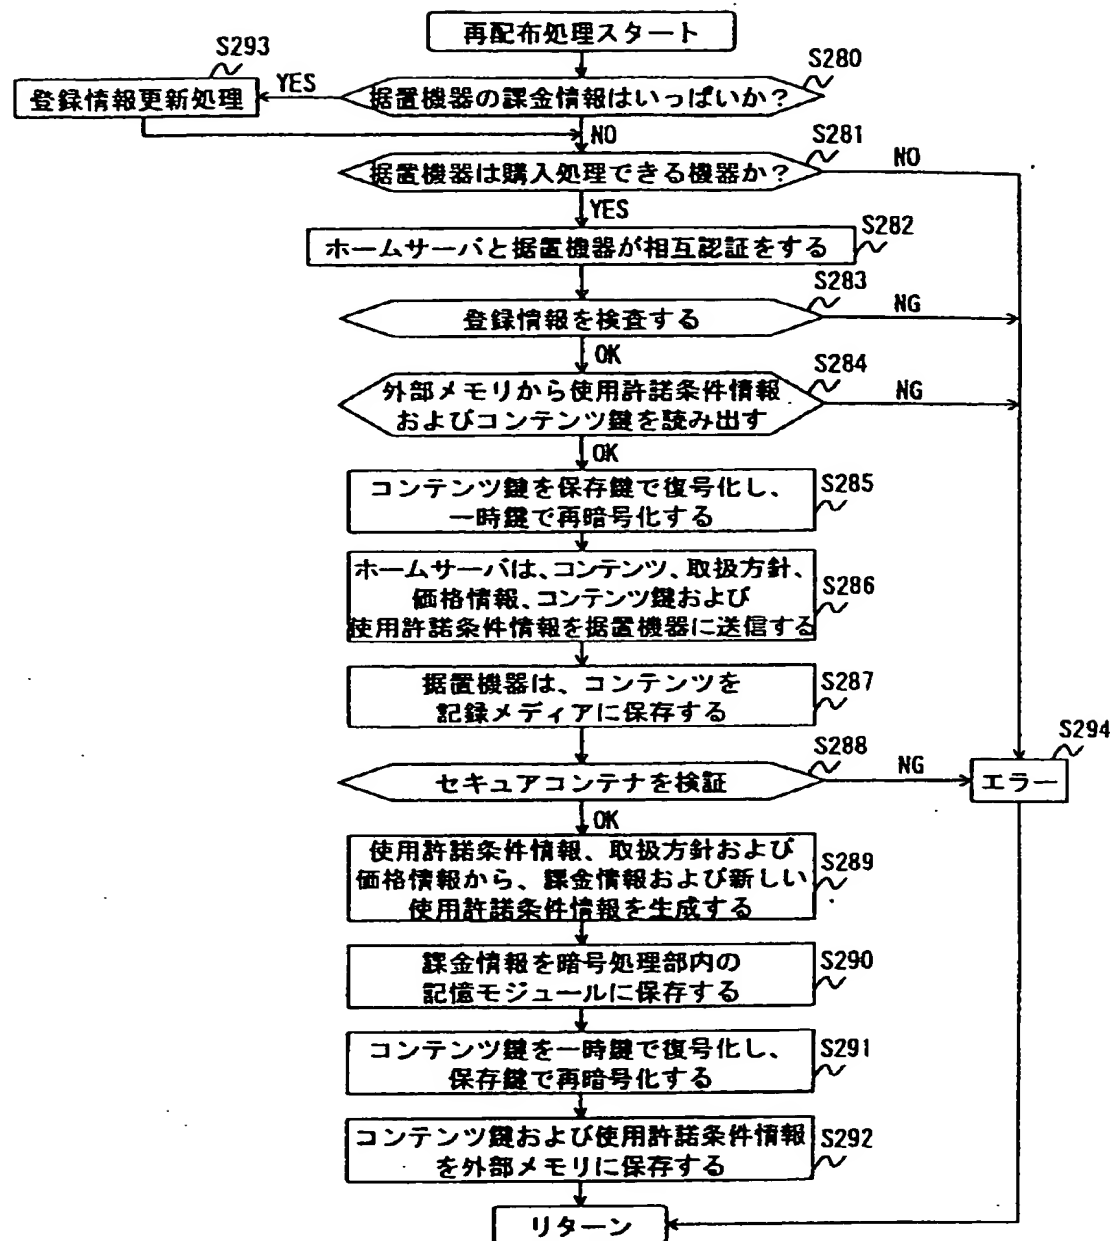 再配布処理スタート
S293
S280
YES
登録情報更新処理
据置機器の課金情報はいっぱいか?
NO
S281
据置機器は購入処理できる機器か?
NO
YES
S282
ホームサーバと据置機器が相互認証をする
S283
登録情報を検査する
NG
OK
S284
外部メモリから使用許諾条件情報
およびコンテンツ鍵を読み出す
NG
OK
S285
コンテンツ鍵を保存鍵で復号化し、
一時鍵で再暗号化する
S286
ホームサーバは、コンテンツ、取扱方針、
価格情報、コンテンツ鍵および
使用許諾条件情報を据置機器に送信する
S287
据置機器は、コンテンツを
記録メディアに保存する
S288
セキュアコンテナを検証
NG
S294
エラー
OK
S289
使用許諾条件情報、取扱方針および
価格情報から、課金情報および新しい
使用許諾条件情報を生成する
S290
課金情報を暗号処理部内の
記憶モジュールに保存する
S291
コンテンツ鍵を一時鍵で復号化し、
保存鍵で再暗号化する
S292
コンテンツ鍵および使用許諾条件情報
を外部メモリに保存する
リターン